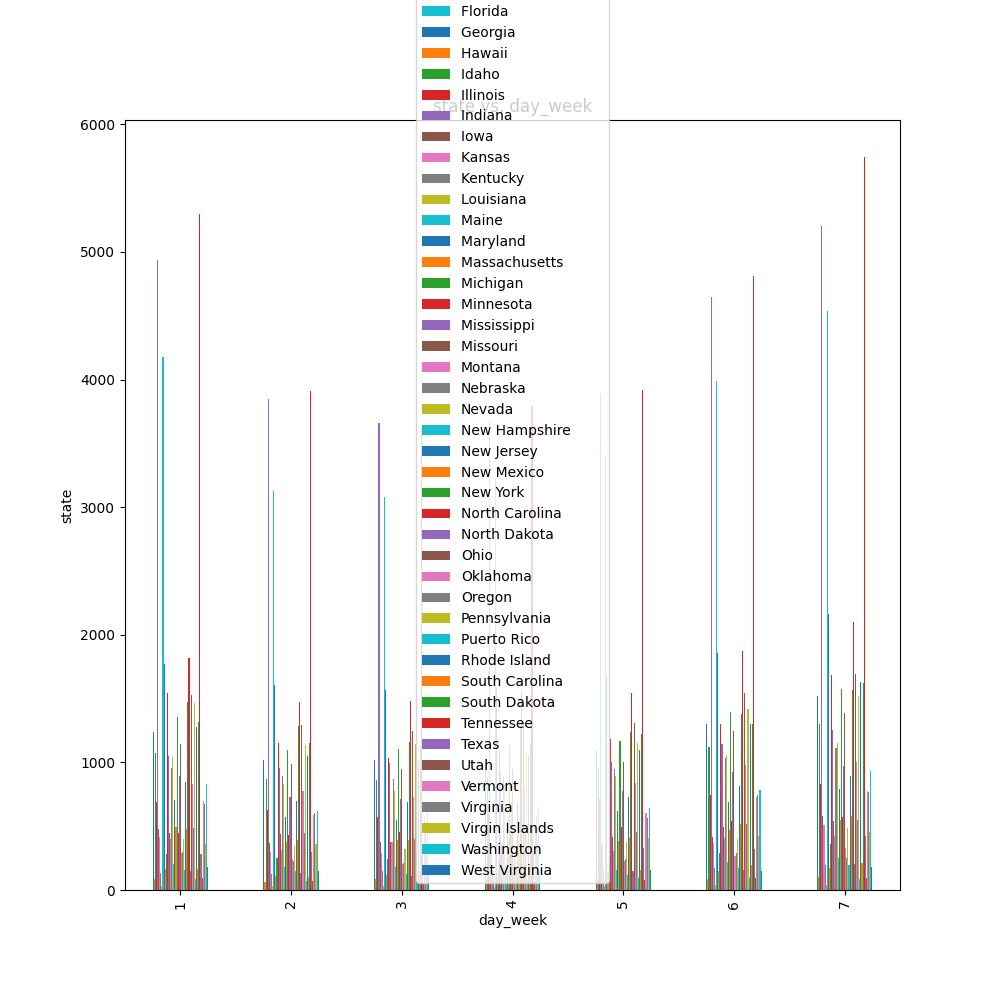 Florida
Georgia
Hawaii
Idaho
Illinois
state vs. day_week
Indiana
6000
Iowa
Kansas
Kentucky
Louisiana
Maine
Maryland
5000
Massachusetts
Michigan
Minnesota
Mississippi
Missouri
Montana
4000
Nebraska
Nevada
New Hampshire
New Jersey
New Mexico
New York
state
3000
North Carolina
North Dakota
Ohio
Oklahoma
Oregon
Pennsylvania
2000
Puerto Rico
Rhode Island
South Carolina
South Dakota
Tennessee
Texas
1000
Utah
Vermont
Virginia
Virgin Islands
Washington
West Virginia
0
1 2 3 4 5 6 7
day_week